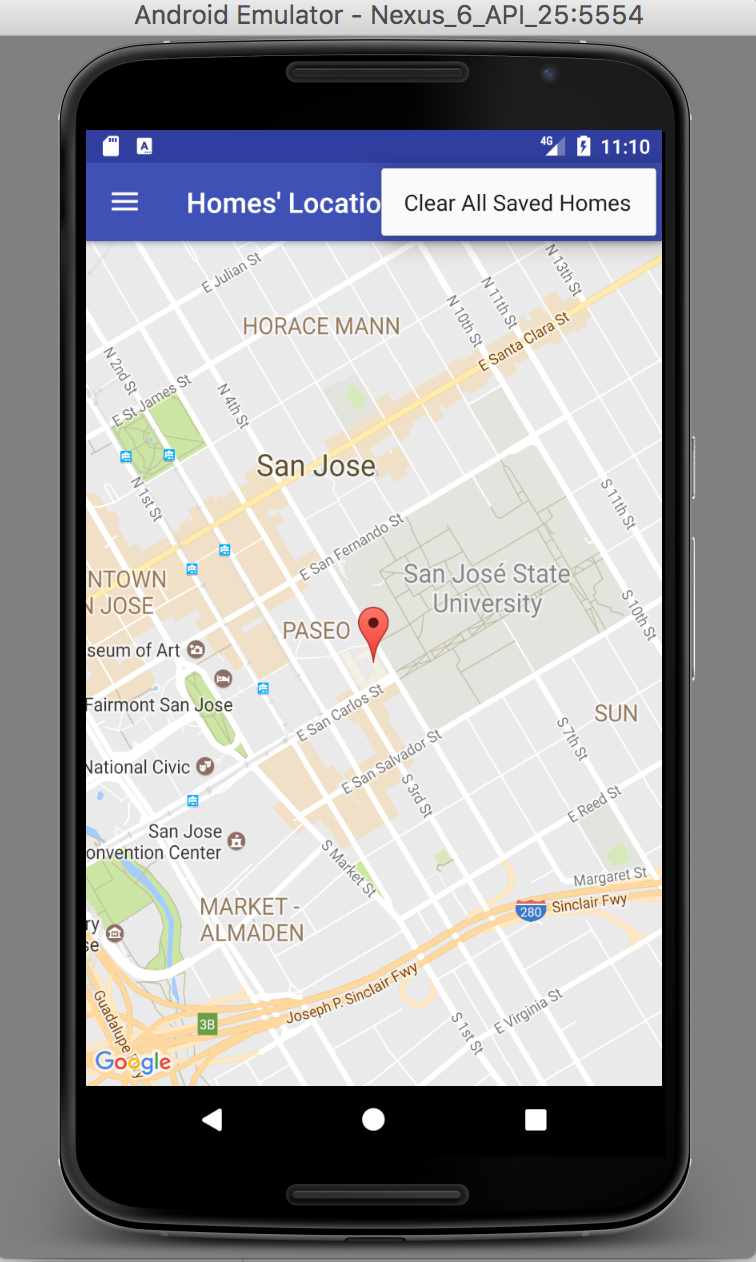 Android Emulator - Nexus_6_API_25:5554
A
4G
11:10
Homes' Locatio
Clear All Saved Homes
E Julian St
N 13th St
N 11th St
N 10th St
HORACE MANN
E Santa Clara St
N 2nd St
E St James St
N 4th St
San Jose
N 1st St
S 11th St
E San Fernando St
NTOWN
N JOSE
San José State
University
S 10th St
PASEO
seum of Art
Fairmont San Jose
E San Carlos St
SUN
S 7th St
E San Salvador St
National Civic
S 3rd St
E Reed St
San Jose
onvention Center
S Market St
Margaret St
MARKET -
ALMADEN
280
Sinclair Fwy
ry
se
Joseph P. Sinclair Fwy
Guadalupe
3B
S 1st St
E Virginia St
Google